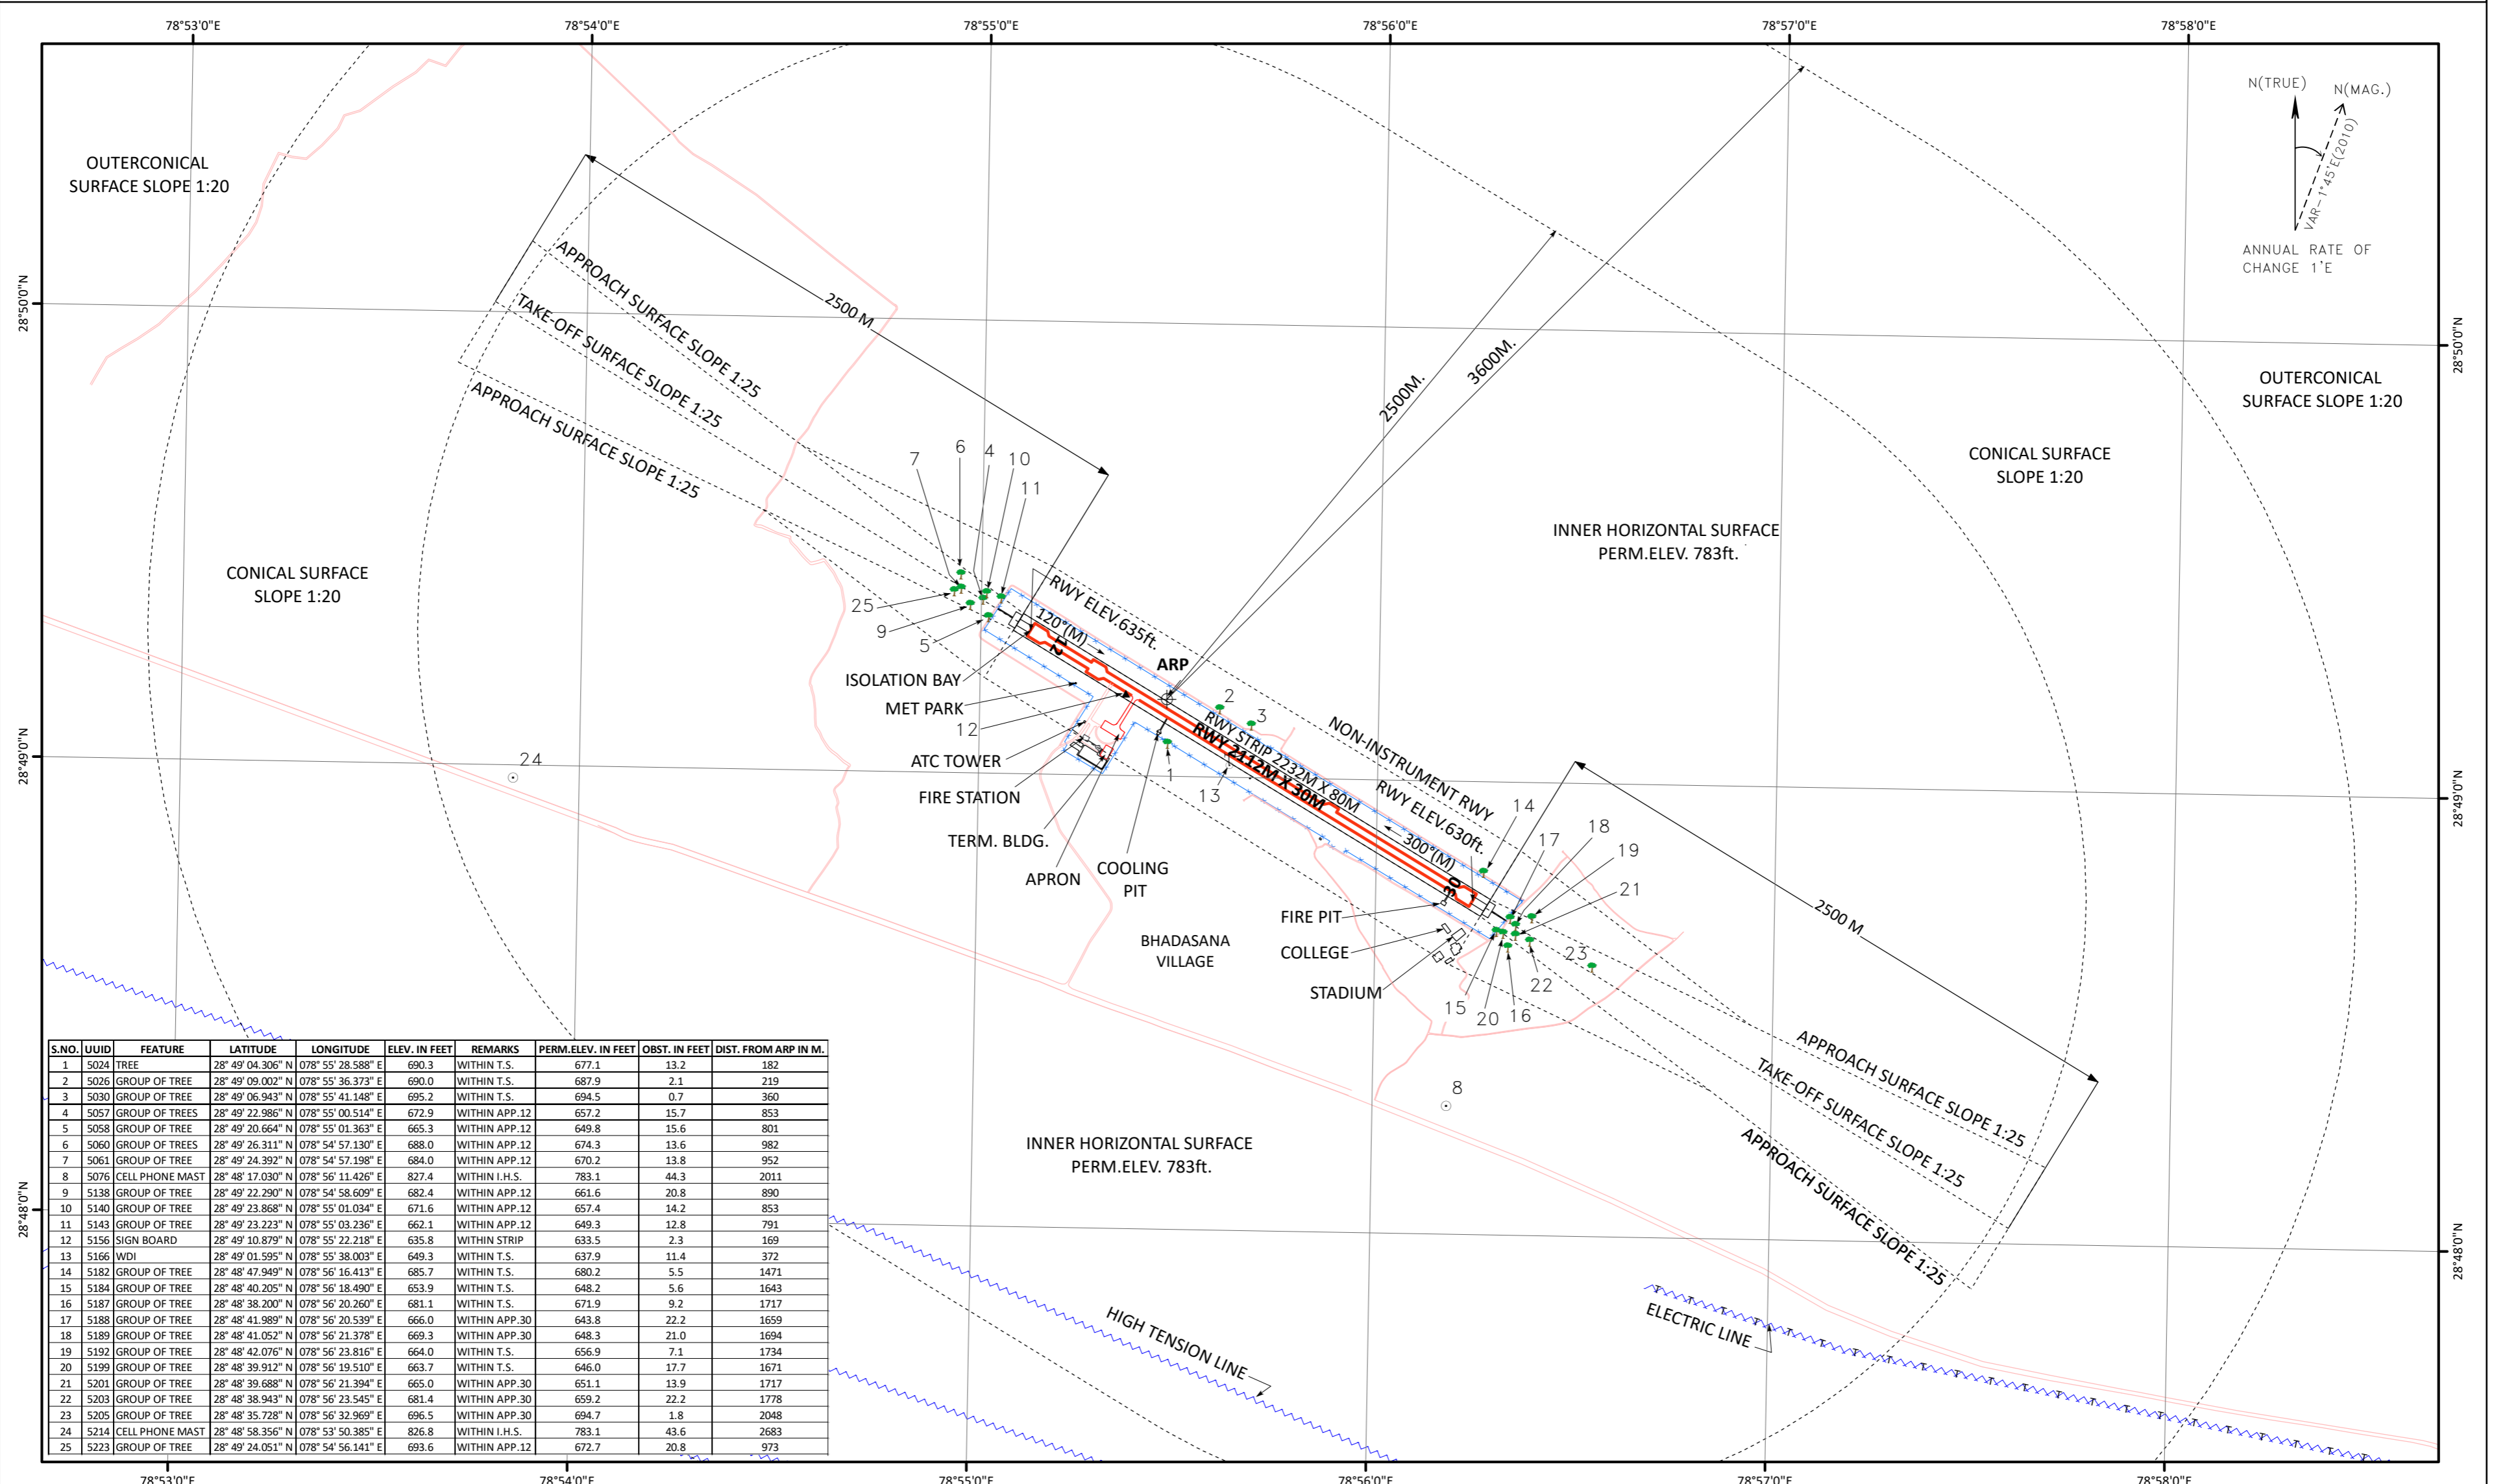 78°53'0"E 78°54'0"E 78°55'0"E 78°56'0"E 78°57'0"E 78°58'0"E
N(TRUE)
N(MAG.)
VAR-1°45'E(2010)
ANNUAL RATE OF
CHANGE 1'E
OUTERCONICAL
SURFACE SLOPE 1:20
28°50'0"N
28°50'0"N
APPROACH SURFACE SLOPE 1:25
TAKE-OFF SURFACE SLOPE 1:25
APPROACH SURFACE SLOPE 1:25
2500 M
2500M.
3600M.
OUTERCONICAL
SURFACE SLOPE 1:20
CONICAL SURFACE
SLOPE 1:20
INNER HORIZONTAL SURFACE
PERM.ELEV. 783ft.
CONICAL SURFACE
SLOPE 1:20
7
6
4
10
11
25
9
5
RWY ELEV.635ft.
120°(M)
12
ARP
ISOLATION BAY
MET PARK
12
ATC TOWER
FIRE STATION
TERM. BLDG.
APRON
COOLING
PIT
1
2
3
13
RWY STRIP 2232M X 80M
RWY 2112M X 30M
NON-INSTRUMENT RWY
RWY ELEV.630ft.
300°(M)
30
14
17
18
19
21
28°49'0"N
28°49'0"N
24
FIRE PIT
COLLEGE
STADIUM
BHADASANA
VILLAGE
15
20
16
22
23
2500 M
8
APPROACH SURFACE SLOPE 1:25
TAKE-OFF SURFACE SLOPE 1:25
APPROACH SURFACE SLOPE 1:25
INNER HORIZONTAL SURFACE
PERM.ELEV. 783ft.
28°48'0"N
28°48'0"N
HIGH TENSION LINE
ELECTRIC LINE
S.NO. UUID FEATURE LATITUDE LONGITUDE ELEV. IN FEET REMARKS PERM.ELEV. IN FEET OBST. IN FEET DIST. FROM ARP IN M.
1 5024 TREE 28° 49' 04.306" N 078° 55' 28.588" E 690.3 WITHIN T.S. 677.1 13.2 182
2 5026 GROUP OF TREE 28° 49' 09.002" N 078° 55' 36.373" E 690.0 WITHIN T.S. 687.9 2.1 219
3 5030 GROUP OF TREE 28° 49' 06.943" N 078° 55' 41.148" E 695.2 WITHIN T.S. 694.5 0.7 360
4 5057 GROUP OF TREES 28° 49' 22.986" N 078° 55' 00.514" E 672.9 WITHIN APP.12 657.2 15.7 853
5 5058 GROUP OF TREE 28° 49' 20.664" N 078° 55' 01.363" E 665.3 WITHIN APP.12 649.8 15.6 801
6 5060 GROUP OF TREES 28° 49' 26.311" N 078° 54' 57.130" E 688.0 WITHIN APP.12 674.3 13.6 982
7 5061 GROUP OF TREE 28° 49' 24.392" N 078° 54' 57.198" E 684.0 WITHIN APP.12 670.2 13.8 952
8 5076 CELL PHONE MAST 28° 48' 17.030" N 078° 56' 11.426" E 827.4 WITHIN I.H.S. 783.1 44.3 2011
9 5138 GROUP OF TREE 28° 49' 22.290" N 078° 54' 58.609" E 682.4 WITHIN APP.12 661.6 20.8 890
10 5140 GROUP OF TREE 28° 49' 23.868" N 078° 55' 01.034" E 671.6 WITHIN APP.12 657.4 14.2 853
11 5143 GROUP OF TREE 28° 49' 23.223" N 078° 55' 03.236" E 662.1 WITHIN APP.12 649.3 12.8 791
12 5156 SIGN BOARD 28° 49' 10.879" N 078° 55' 22.218" E 635.8 WITHIN STRIP 633.5 2.3 169
13 5166 WDI 28° 49' 01.595" N 078° 55' 38.003" E 649.3 WITHIN T.S. 637.9 11.4 372
14 5182 GROUP OF TREE 28° 48' 47.949" N 078° 56' 16.413" E 685.7 WITHIN T.S. 680.2 5.5 1471
15 5184 GROUP OF TREE 28° 48' 40.205" N 078° 56' 18.490" E 653.9 WITHIN T.S. 648.2 5.6 1643
16 5187 GROUP OF TREE 28° 48' 38.200" N 078° 56' 20.260" E 681.1 WITHIN T.S. 671.9 9.2 1717
17 5188 GROUP OF TREE 28° 48' 41.989" N 078° 56' 20.539" E 666.0 WITHIN APP.30 643.8 22.2 1659
18 5189 GROUP OF TREE 28° 48' 41.052" N 078° 56' 21.378" E 669.3 WITHIN APP.30 648.3 21.0 1694
19 5192 GROUP OF TREE 28° 48' 42.076" N 078° 56' 23.816" E 664.0 WITHIN T.S. 656.9 7.1 1734
20 5199 GROUP OF TREE 28° 48' 39.912" N 078° 56' 19.510" E 663.7 WITHIN T.S. 646.0 17.7 1671
21 5201 GROUP OF TREE 28° 48' 39.688" N 078° 56' 21.394" E 665.0 WITHIN APP.30 651.1 13.9 1717
22 5203 GROUP OF TREE 28° 48' 38.943" N 078° 56' 23.545" E 681.4 WITHIN APP.30 659.2 22.2 1778
23 5205 GROUP OF TREE 28° 48' 35.728" N 078° 56' 32.969" E 696.5 WITHIN APP.30 694.7 1.8 2048
24 5214 CELL PHONE MAST 28° 48' 58.356" N 078° 53' 50.385" E 826.8 WITHIN I.H.S. 783.1 43.6 2683
25 5223 GROUP OF TREE 28° 49' 24.051" N 078° 54' 56.141" E 693.6 WITHIN APP.12 672.7 20.8 973
78°53'0"E 78°54'0"E 78°55'0"E 78°56'0"E 78°57'0"E 78°58'0"E